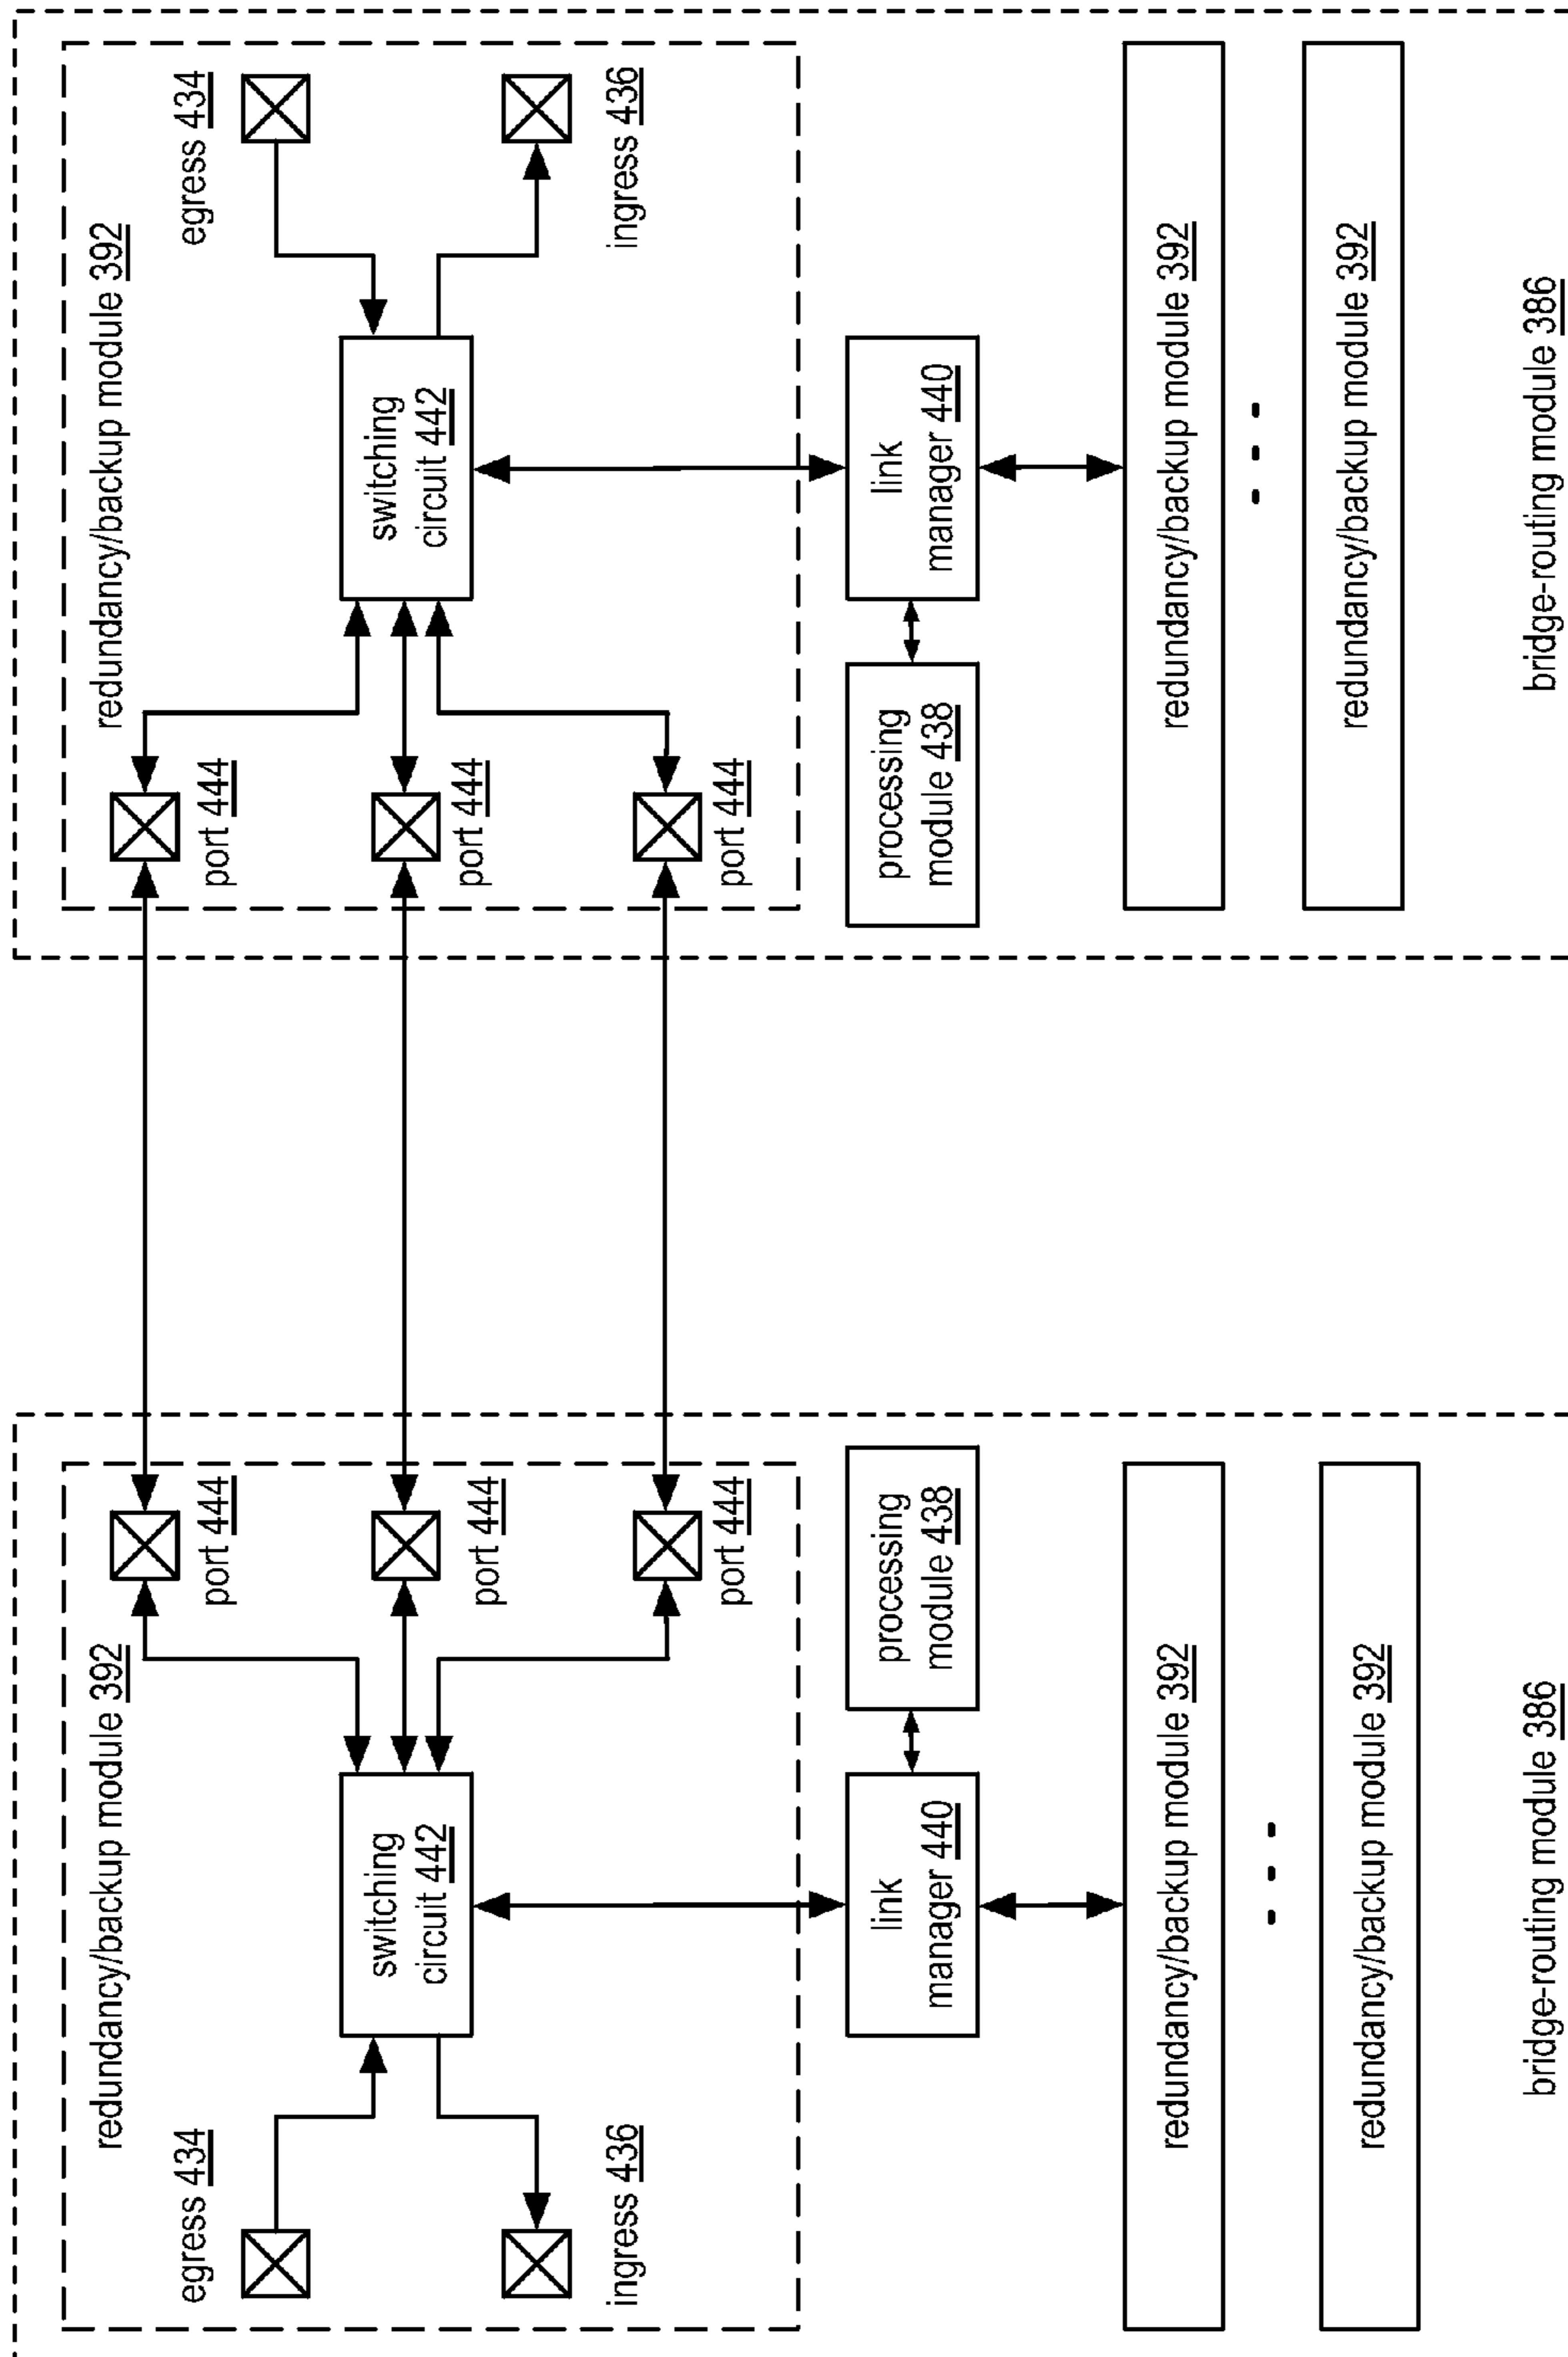 redundancy/backup module 392
egress 434
ingress 436
switching
circuit 442
port 444
port 444
port 444
link
manager 440
processing
module 438
redundancy/backup module 392
redundancy/backup module 392
bridge-routing module 386
redundancy/backup module 392
port 444
port 444
port 444
switching
circuit 442
egress 434
ingress 436
processing
module 438
link
manager 440
redundancy/backup module 392
redundancy/backup module 392
bridge-routing module 386